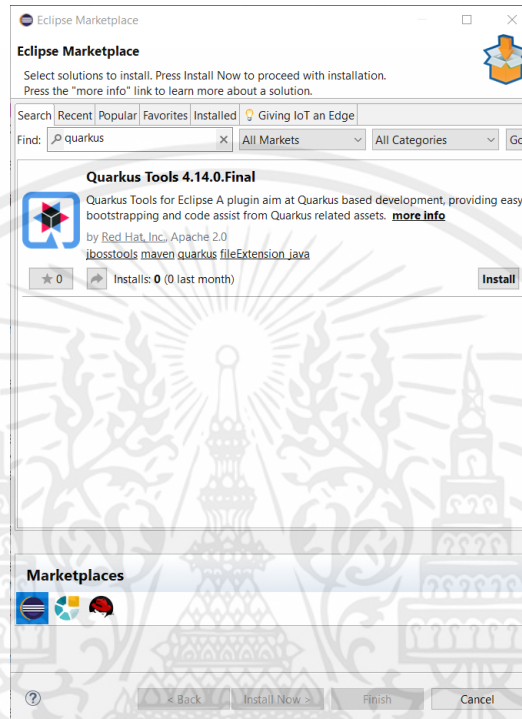 Eclipse Marketplace
Eclipse Marketplace
Select solutions to install. Press Install Now to proceed with installation.
Press the "more info" link to learn more about a solution.
Search Recent Popular Favorites Installed Giving IoT an Edge
Find: quarkus All Markets All Categories Go
Quarkus Tools 4.14.0.Final
Quarkus Tools for Eclipse A plugin aim at Quarkus based development, providing easy
bootstrapping and code assist from Quarkus related assets. more info
by Red Hat, Inc., Apache 2.0
jbosstools maven quarkus fileExtension_java
0 Installs: 0 (0 last month) Install
Marketplaces
? < Back Install Now > Finish Cancel